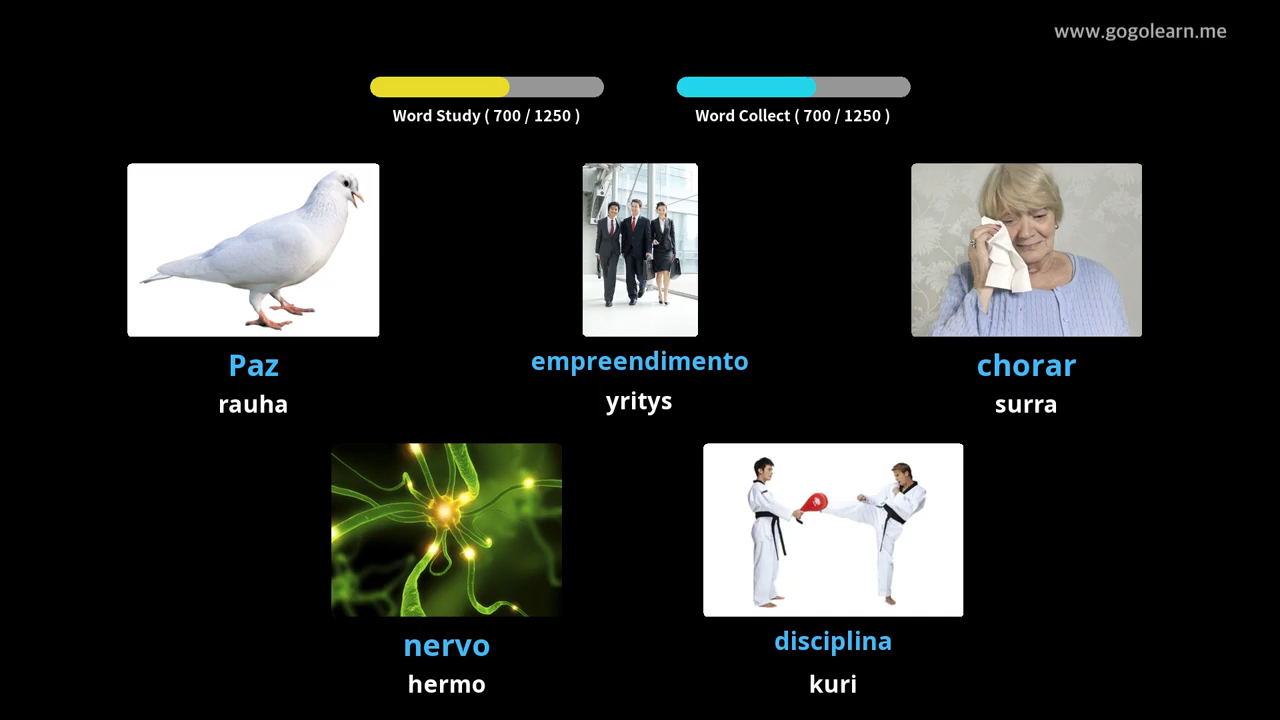 www.gogolearn.me
Word Study ( 700 / 1250 )
Word Collect ( 700 / 1250 )
Paz
rauha
empreendimento
yritys
chorar
surra
nervo
hermo
disciplina
kuri